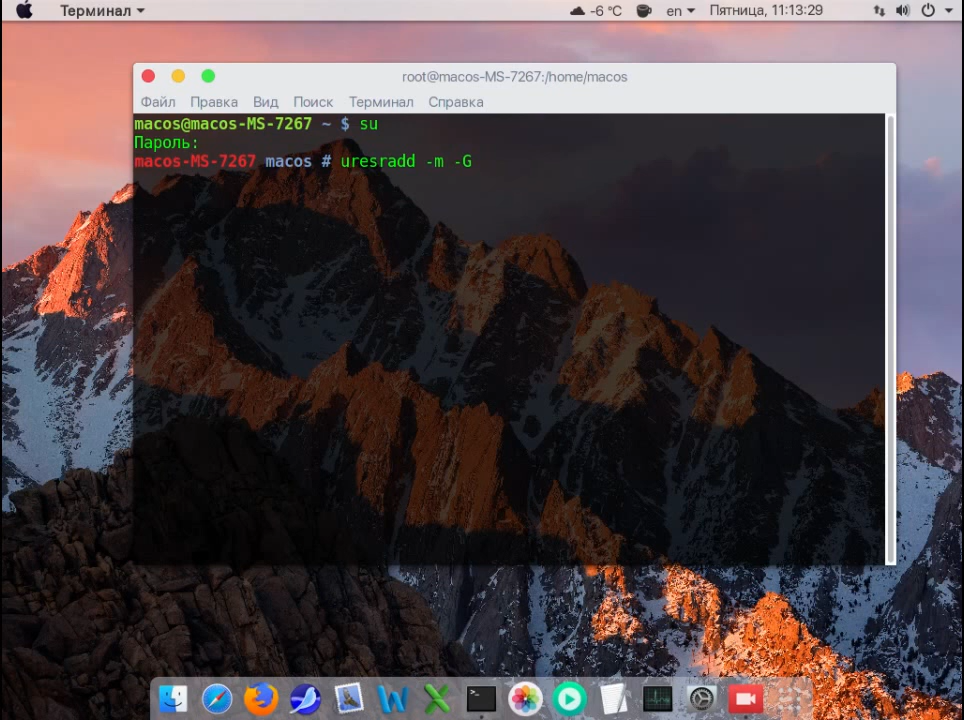 Терминал -6 °C en Пятница, 11:13:29
root@macos-MS-7267:/home/macos
Файл Правка Вид Поиск Терминал Справка
macos@macos-MS-7267 ~ $ su
Пароль:
macos-MS-7267 macos # uresradd -m -G